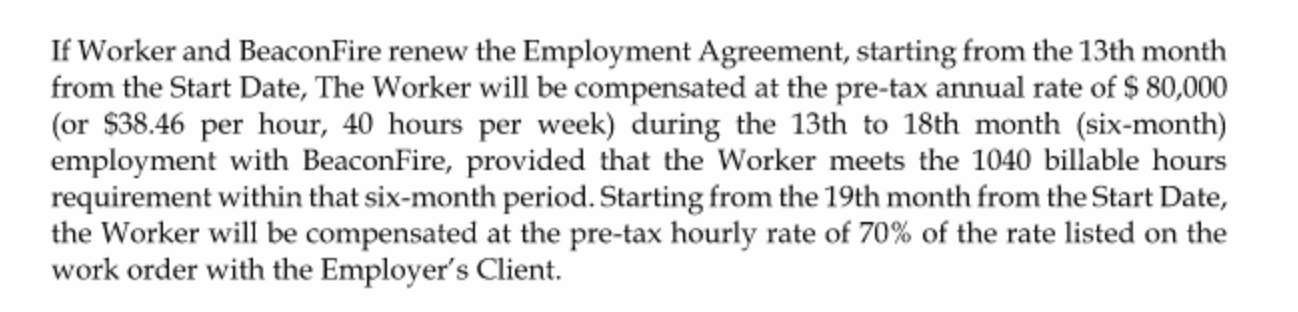 If Worker and BeaconFire renew the Employment Agreement, starting from the 13th month
from the Start Date, The Worker will be compensated at the pre-tax annual rate of $ 80,000
(or $38.46 per hour, 40 hours per week) during the 13th to 18th month (six-month)
employment with BeaconFire, provided that the Worker meets the 1040 billable hours
requirement within that six-month period. Starting from the 19th month from the Start Date,
the Worker will be compensated at the pre-tax hourly rate of 70% of the rate listed on the
work order with the Employer's Client.